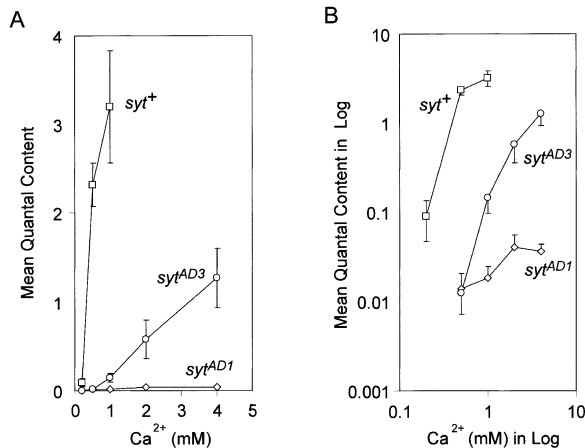 A
4
3
2
1
0
0 1 2 3 4 5
Mean Quantal Content
Ca2+ (mM)
syt+
sytAD3
sytAD1
B
10
1
0.1
0.01
0.001
0.1 1 10
Mean Quantal Content in Log
Ca2+ (mM) in Log
syt+
sytAD3
sytAD1